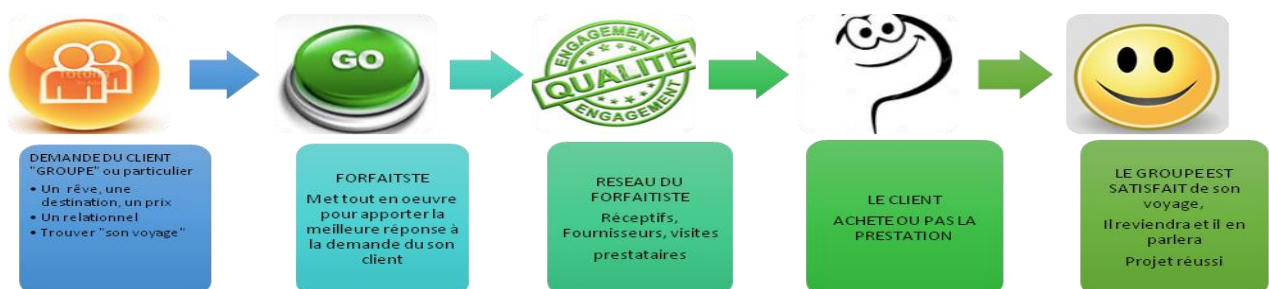 GO
ENGAGEMENT
QUALITÉ
ENGAGEMENT
DEMANDE DU CLIENT
"GROUPE" ou particulier
• Un rêve, une
destination, un prix
• Un relationnel
• Trouver "son voyage"
FORFAITSTE
Met tout en oeuvre
pour apporter la
meilleure réponse à
la demande du son
client
RESEAU DU
FORFAITISTE
Réceptifs,
Fournisseurs, visites
prestataires
LE CLIENT
ACHETE OU PAS LA
PRESTATION
LE GROUPE EST
SATISFAIT de son
voyage,
Il reviendra et il en
parlera
Projet réussi